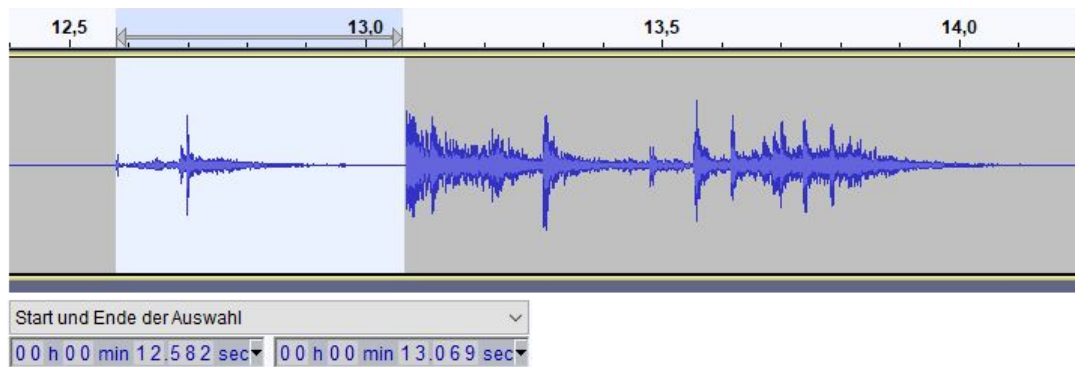 12,5 13,0 13,5 14,0
Start und Ende der Auswahl
00 h 00 min 12.582 sec 00 h 00 min 13.069 sec